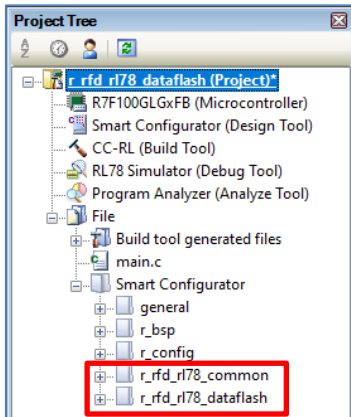 Project Tree
r_rfd_rl78_dataflash (Project)*
R7F100GLGxFB (Microcontroller)
Smart Configurator (Design Tool)
CC-RL (Build Tool)
RL78 Simulator (Debug Tool)
Program Analyzer (Analyze Tool)
File
Build tool generated files
main.c
Smart Configurator
general
r_bsp
r_config
r_rfd_rl78_common
r_rfd_rl78_dataflash